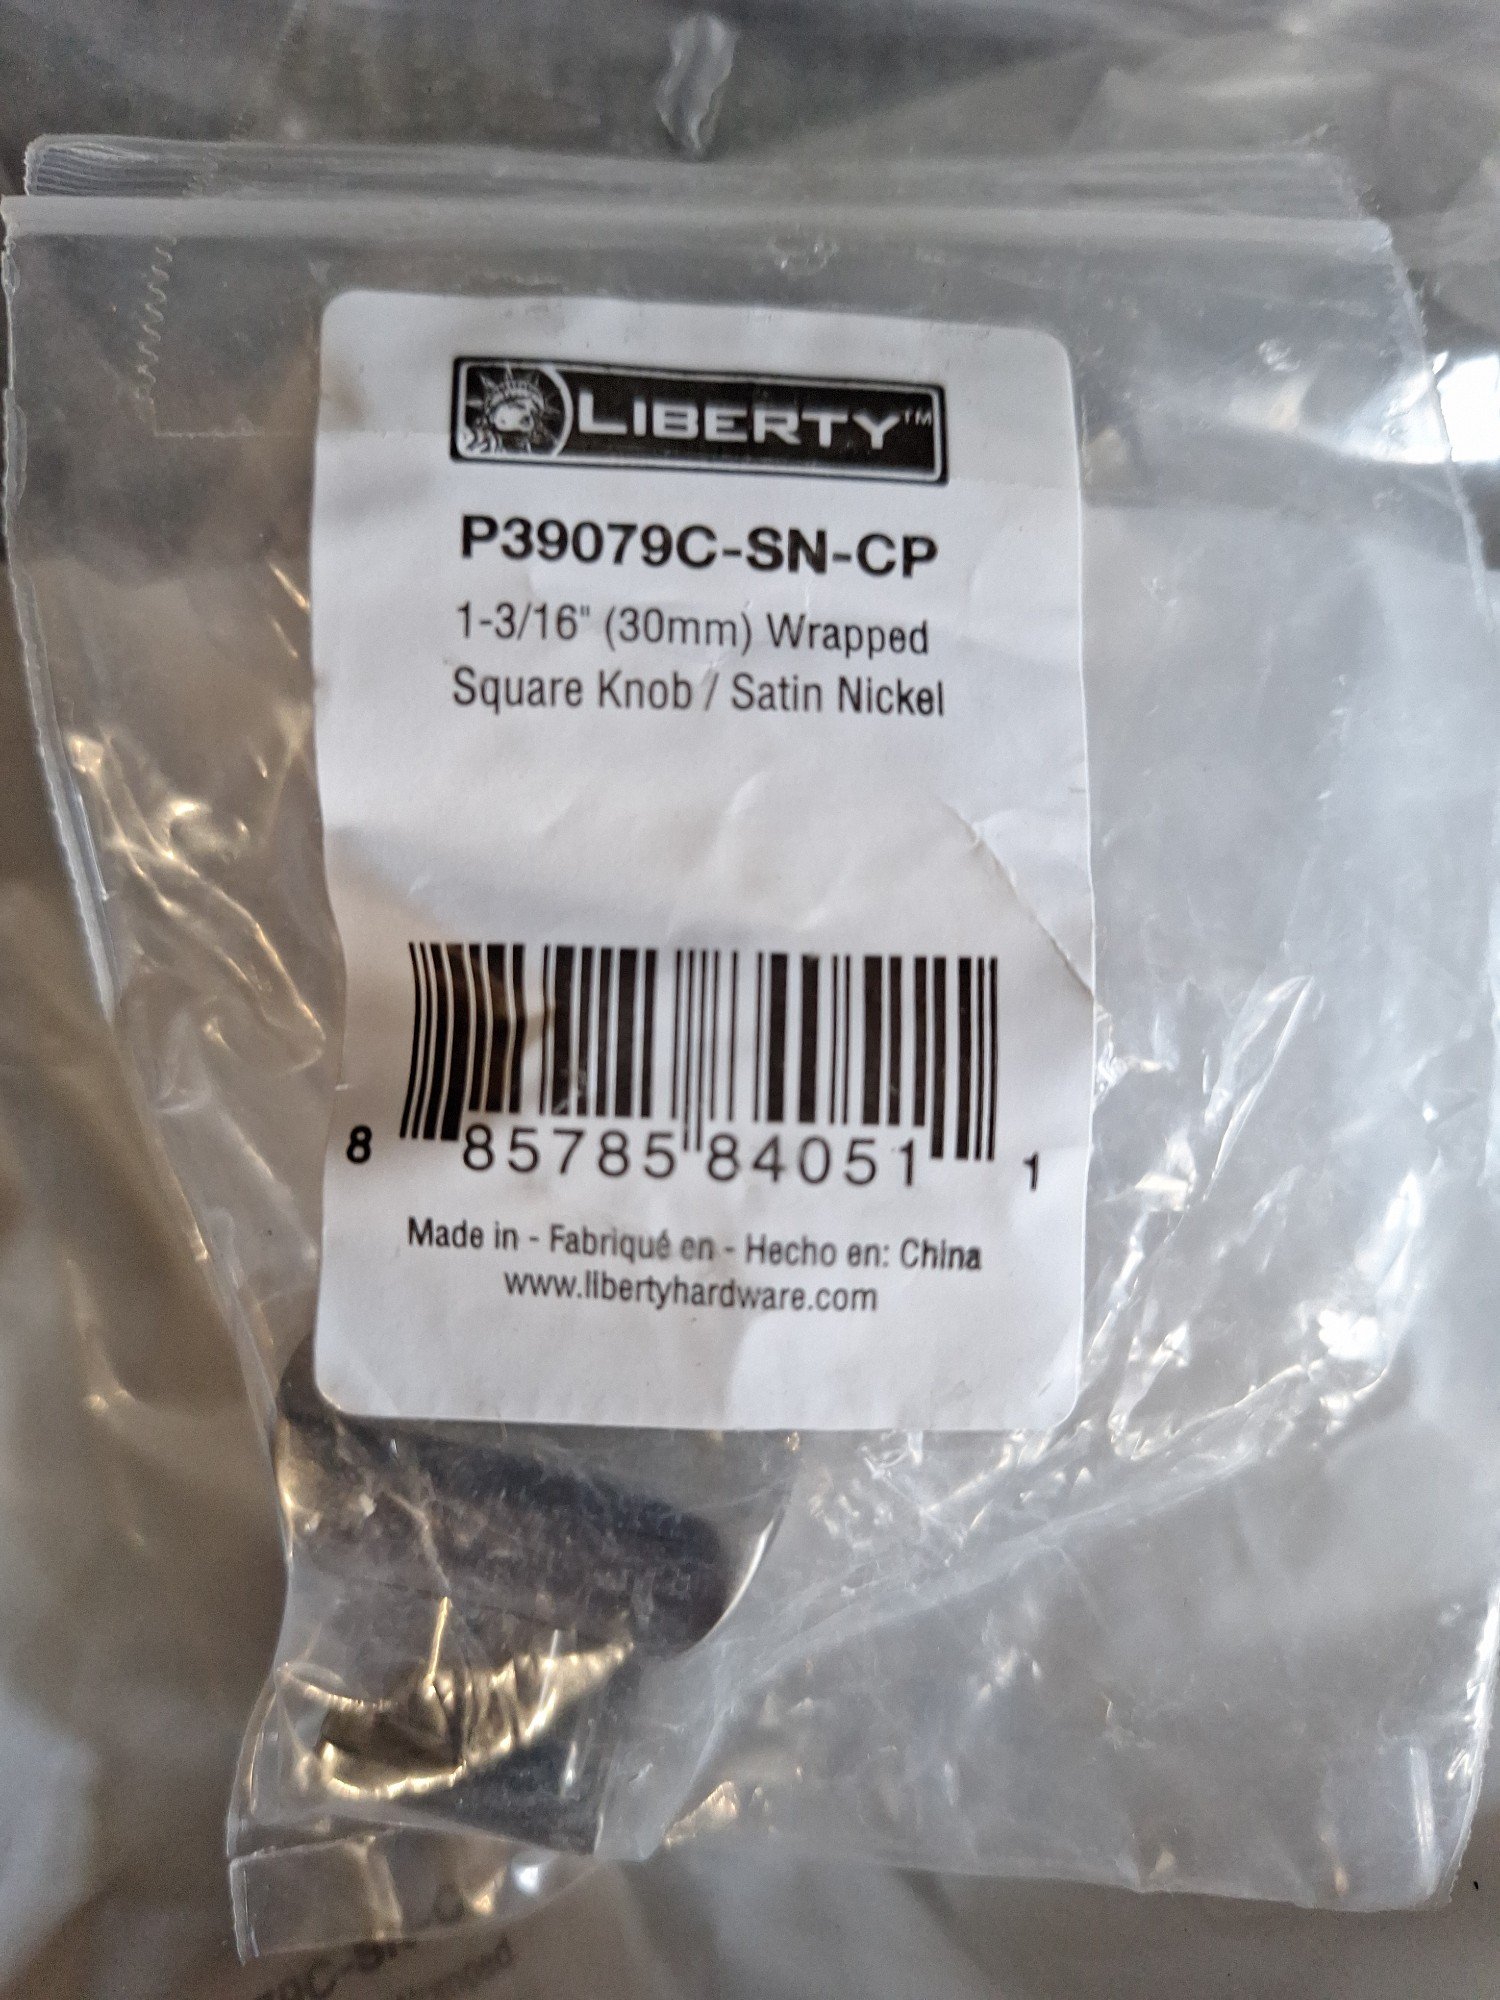 LIBERTY™
P39079C-SN-CP
1-3/16" (30mm) Wrapped
Square Knob / Satin Nickel
8 85785 84051 1
Made in - Fabriqué en - Hecho en: China
www.libertyhardware.com